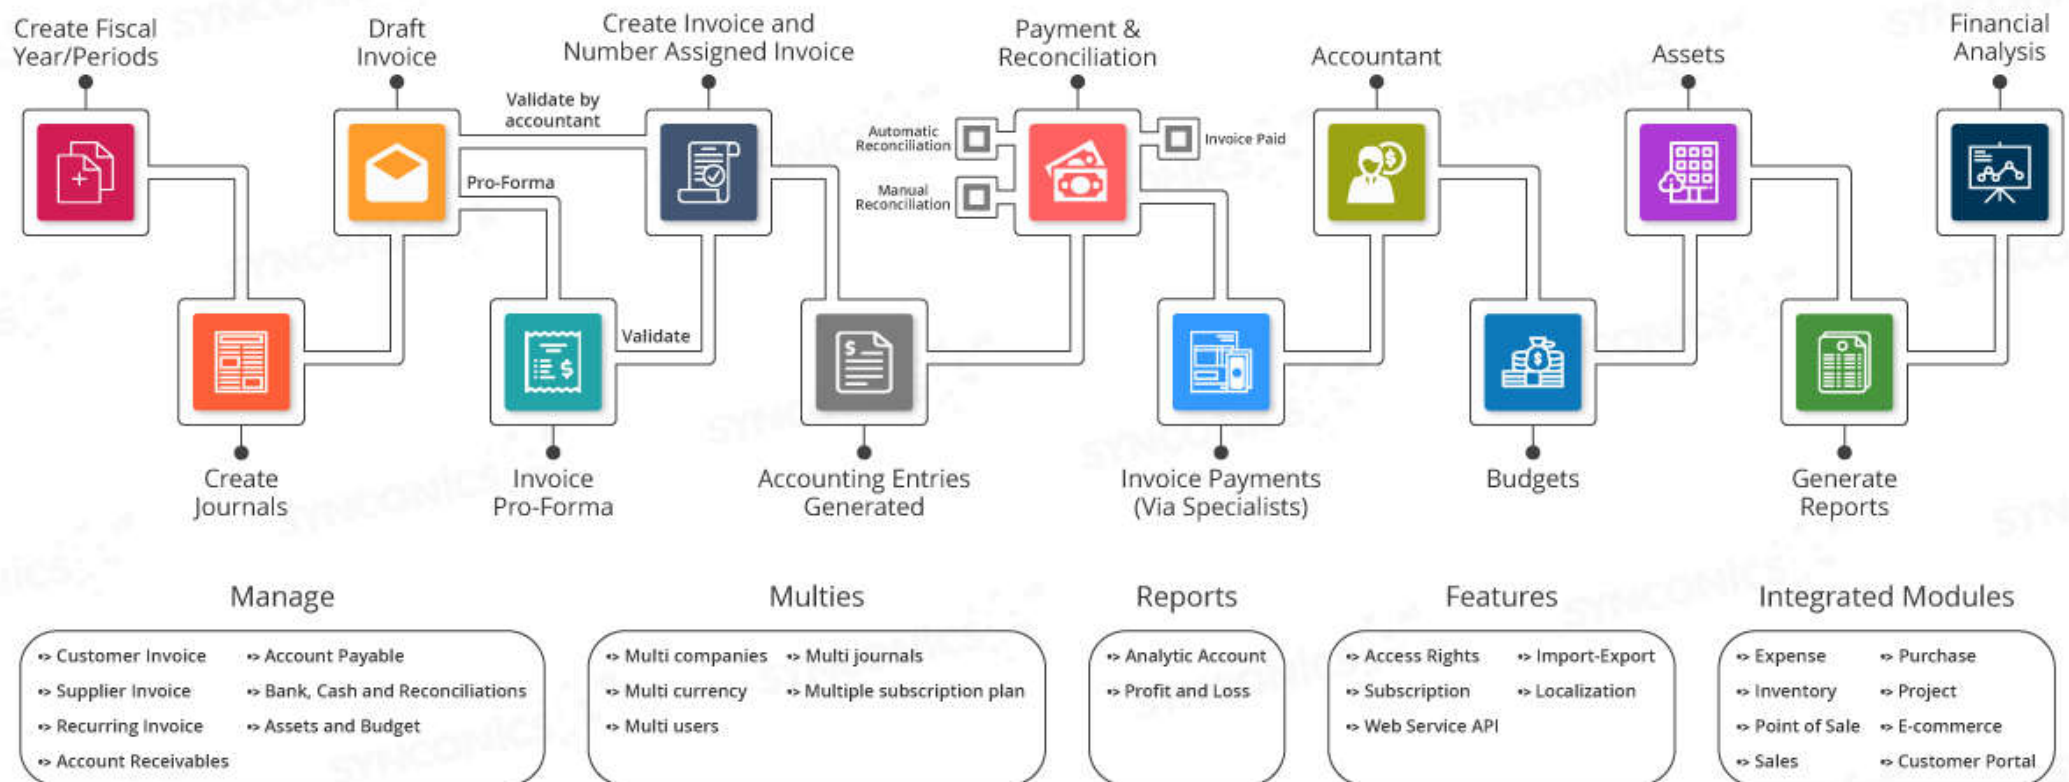 Create Fiscal
Year/Periods
Draft
Invoice
Create Invoice and
Number Assigned Invoice
Payment &
Reconciliation
Accountant
Assets
Financial
Analysis
Validate by
accountant
Automatic
Reconciliation
Invoice Paid
Pro-Forma
Manual
Reconciliation
Validate
Create
Journals
Invoice
Pro-Forma
Accounting Entries
Generated
Invoice Payments
(Via Specialists)
Budgets
Generate
Reports
Manage
Customer Invoice
Supplier Invoice
Recurring Invoice
Account Receivables
Account Payable
Bank, Cash and Reconciliations
Assets and Budget
Multies
Multi companies
Multi currency
Multi users
Multi journals
Multiple subscription plan
Reports
Analytic Account
Profit and Loss
Features
Access Rights
Subscription
Web Service API
Import-Export
Localization
Integrated Modules
Expense
Inventory
Point of Sale
Sales
Purchase
Project
E-commerce
Customer Portal
SYNCONICS